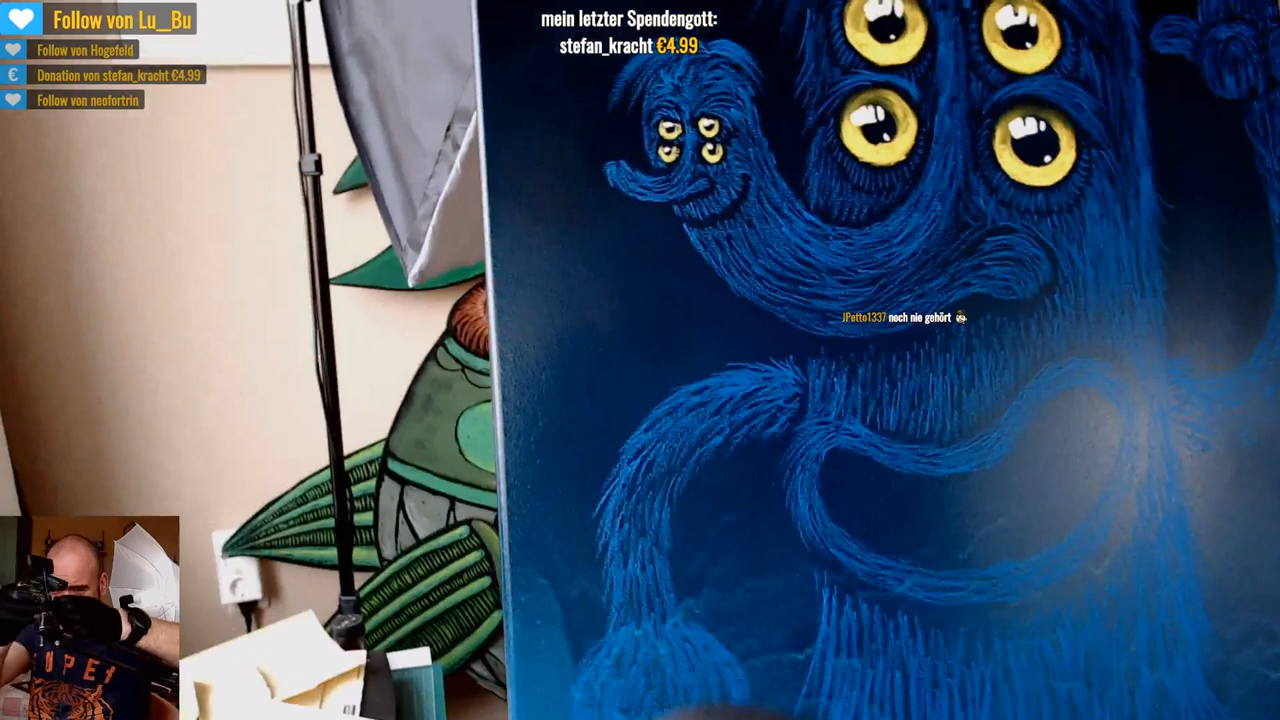 Follow von Lu__Bu
Follow von Hogefeld
€ Donation von stefan_kracht €4.99
Follow von neofortrin
mein letzter Spendengott:
stefan_kracht €4.99
JPetto1337 noch nie gehört